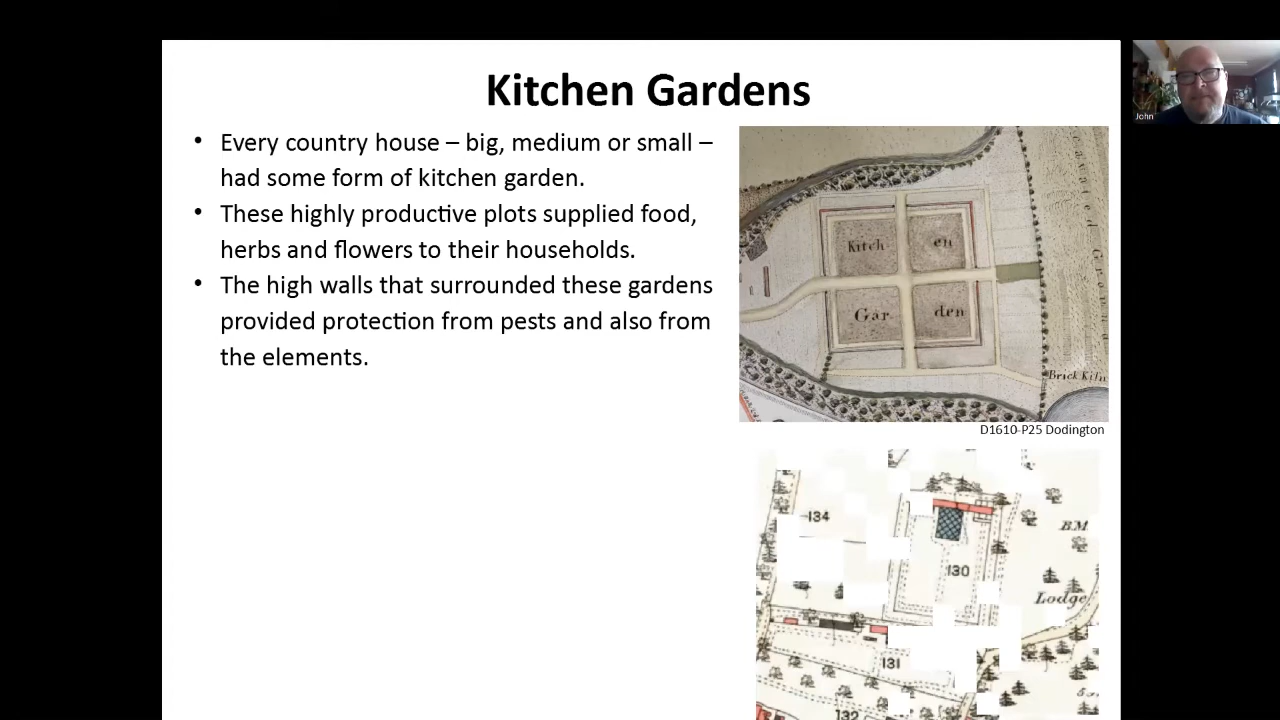 Kitchen Gardens
• Every country house – big, medium or small –
had some form of kitchen garden.
• These highly productive plots supplied food,
herbs and flowers to their households.
• The high walls that surrounded these gardens
provided protection from pests and also from
the elements.
John
Kitch en
Gar den
Brick Kiln
D1610-P25 Dodington
134
BM
130
Lodge
131
132